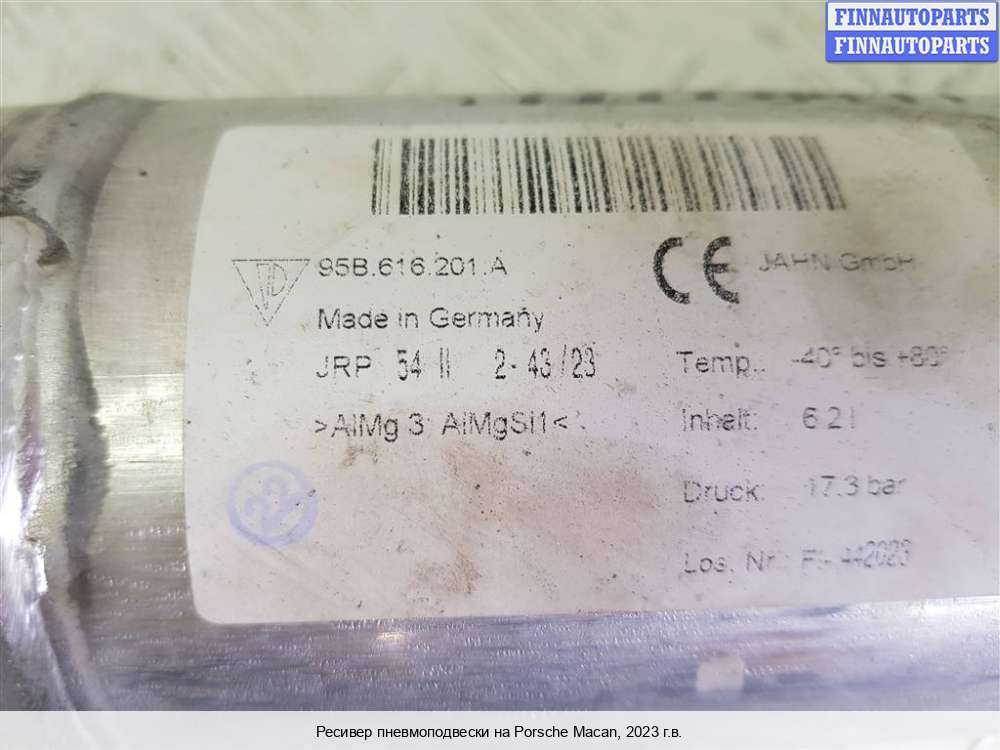 FINNAUTOPARTS
FINNAUTOPARTS
95B.616.201.A
JAHN GmbH
Made in Germany
JRP 54 II 2-43/23
Temp.: -40° bis +80°
>AlMg 3 AlMgSi1<
Inhalt: 6.2 l
22
Druck: 17.3 bar
Los. Nr.: 442023
Ресивер пневмоподвески на Porsche Macan, 2023 г.в.